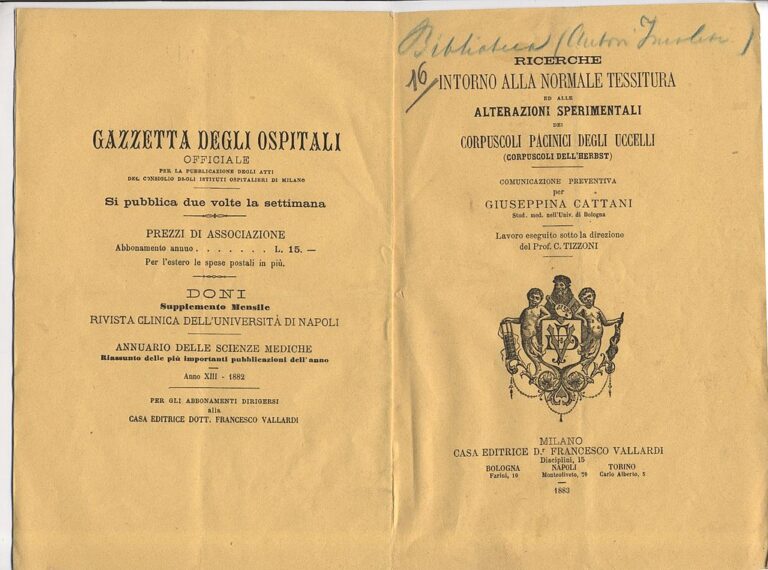 GAZZETTA DEGLI OSPITALI
OFFICIALE
PER LA PUBBLICAZIONE DEGLI ATTI
DEL CONSIGLIO DEGLI ISTITUTI OSPITALIERI DI MILANO
Si pubblica due volte la settimana
PREZZI DI ASSOCIAZIONE
Abbonamento annuo . . . . . . . L. 15. —
Per l'estero le spese postali in più.
DONI
Supplemento Mensile
RIVISTA CLINICA DELL'UNIVERSITÀ DI NAPOLI
ANNUARIO DELLE SCIENZE MEDICHE
Riassunto delle più importanti pubblicazioni dell'anno
Anno XIII - 1882
PER GLI ABBONAMENTI DIRIGERSI
alla
CASA EDITRICE DOTT. FRANCESCO VALLARDI
Biblioteca (Autori
16
RICERCHE
INTORNO ALLA NORMALE TESSITURA
ED ALLE
ALTERAZIONI SPERIMENTALI
DEI
CORPUSCOLI PACINICI DEGLI UCCELLI
(CORPUSCOLI DELL'HERBST)
COMUNICAZIONE PREVENTIVA
per
GIUSEPPINA CATTANI
Stud. med. nell'Univ. di Bologna
Lavoro eseguito sotto la direzione
del Prof. C. TIZZONI
MILANO
CASA EDITRICE D.r FRANCESCO VALLARDI
Disciplini, 15
BOLOGNA NAPOLI TORINO
Farini, 10 Monteoliveto, 79 Carlo Alberto, 5
1883